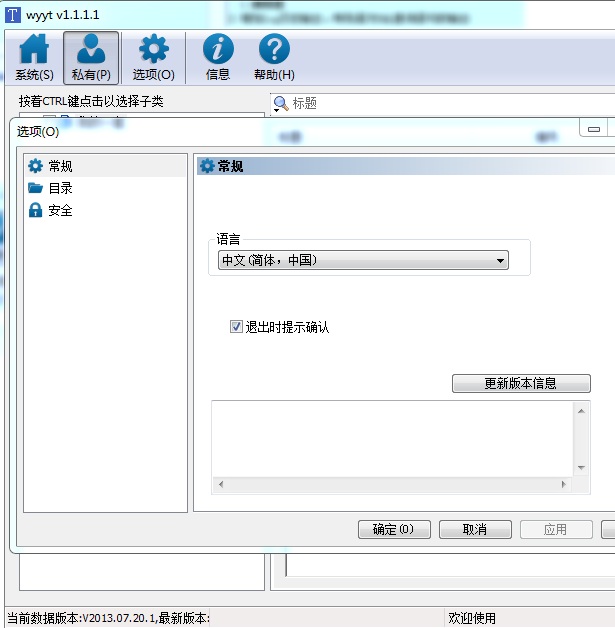 wyyt v1.1.1.1
系统(S) 私有(P) 选项(O) 信息 帮助(H)
按着CTRL键点击以选择子类
标题
选项(O)
常规
目录
安全
常规
语言
中文(简体，中国)
退出时提示确认
更新版本信息
确定(O) 取消 应用
当前数据版本:V2013.07.20.1,最新版本: 欢迎使用